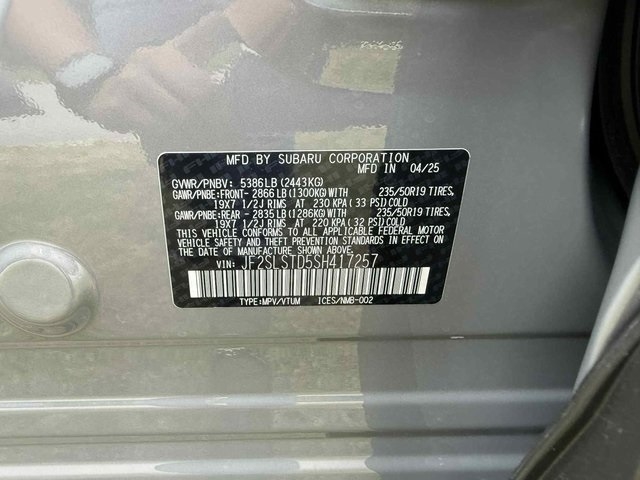 MFD BY SUBARU CORPORATION
MFD IN 04/25
GVWR/PNBV: 5386LB (2443KG)
GAWR/PNBE:FRONT- 2866LB (1300KG)WITH 235/50R19 TIRES,
19X7 1/2J RIMS AT 230 KPA (33 PSI)COLD
GAWR/PNBE:REAR - 2835LB (1286KG)WITH 235/50R19 TIRES,
19X7 1/2J RIMS AT 220 KPA (32 PSI)COLD
THIS VEHICLE CONFORMS TO ALL APPLICABLE FEDERAL MOTOR
VEHICLE SAFETY AND THEFT PREVENTION STANDARDS IN EFFECT
ON THE DATE OF MANUFACTURE SHOWN ABOVE.
VIN: JF2SLSTD5SH417257
TYPE:MPV/VTUM ICES/NMB-002